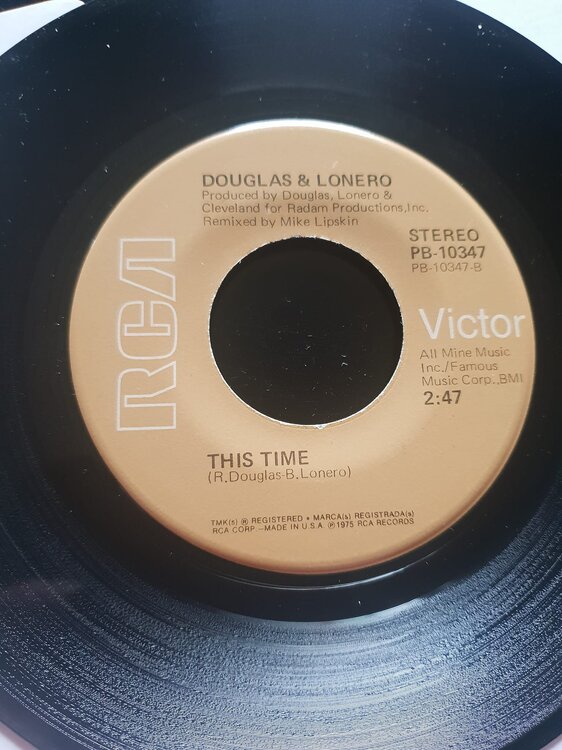 DOUGLAS & LONERO
Produced by Douglas, Lonero &
Cleveland for Radam Productions,Inc.
Remixed by Mike Lipskin
STEREO
PB-10347
PB-10347-B
RCA
Victor
All Mine Music
Inc./Famous
Music Corp.,BMI
2:47
THIS TIME
(R.Douglas-B.Lonero)
TMK(s) ® REGISTERED • MARCA(s) REGISTRADA(s)
RCA CORP.—MADE IN U.S.A. ℗ 1975 RCA RECORDS